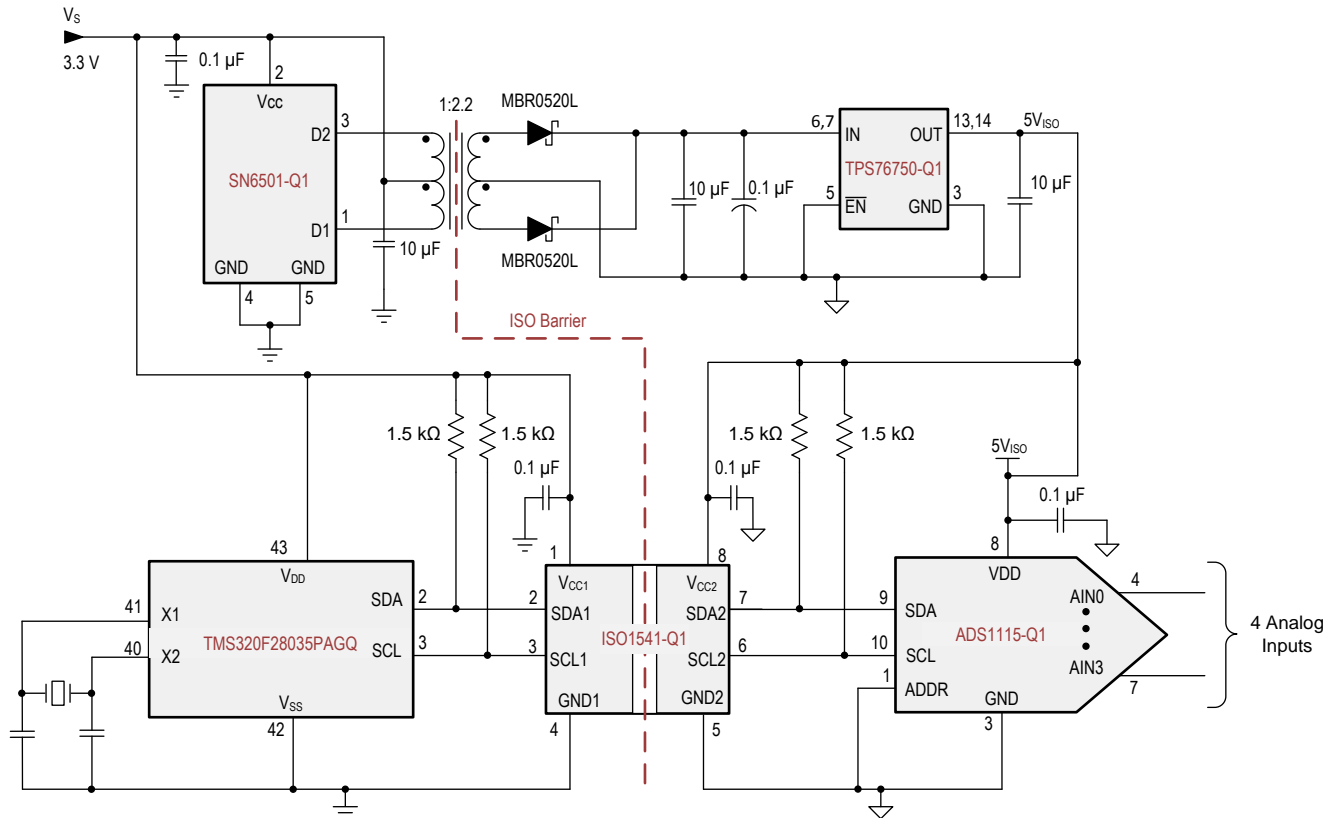 VS
3.3 V
0.1 µF
2
Vcc
D2
3
SN6501-Q1
D1
1
GND
GND
4
5
1:2.2
10 µF
MBR0520L
MBR0520L
10 µF
0.1 µF
6,7
IN
OUT
13,14
5VISO
TPS76750-Q1
5
EN
GND
3
10 µF
ISO Barrier
1.5 kΩ
1.5 kΩ
0.1 µF
1.5 kΩ
1.5 kΩ
0.1 µF
5VISO
0.1 µF
43
VDD
41
X1
40
X2
TMS320F28035PAGQ
SDA
2
SCL
3
VSS
42
1
VCC1
2
SDA1
3
SCL1
GND1
4
ISO1541-Q1
8
VCC2
SDA2
7
SCL2
6
GND2
5
8
VDD
9
SDA
10
SCL
1
ADDR
ADS1115-Q1
AIN0
4
AIN3
7
GND
3
4 Analog
Inputs